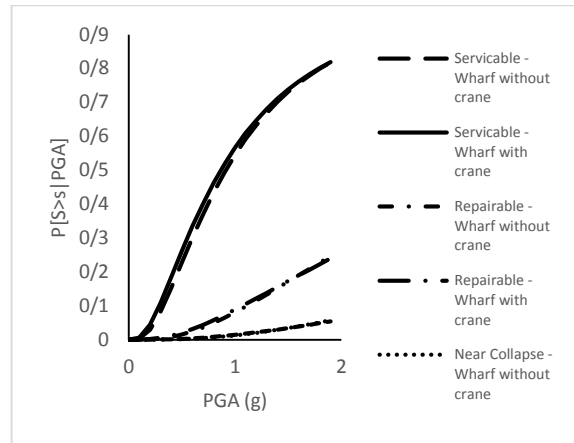 0/9
0/8
0/7
0/6
0/5
0/4
0/3
0/2
0/1
0
P[S>s|PGA]
0
1
2
PGA (g)
Servicable -
Wharf without
crane
Servicable -
Wharf with
crane
Repairable -
Wharf without
crane
Repairable -
Wharf with
crane
Near Collapse -
Wharf without
crane